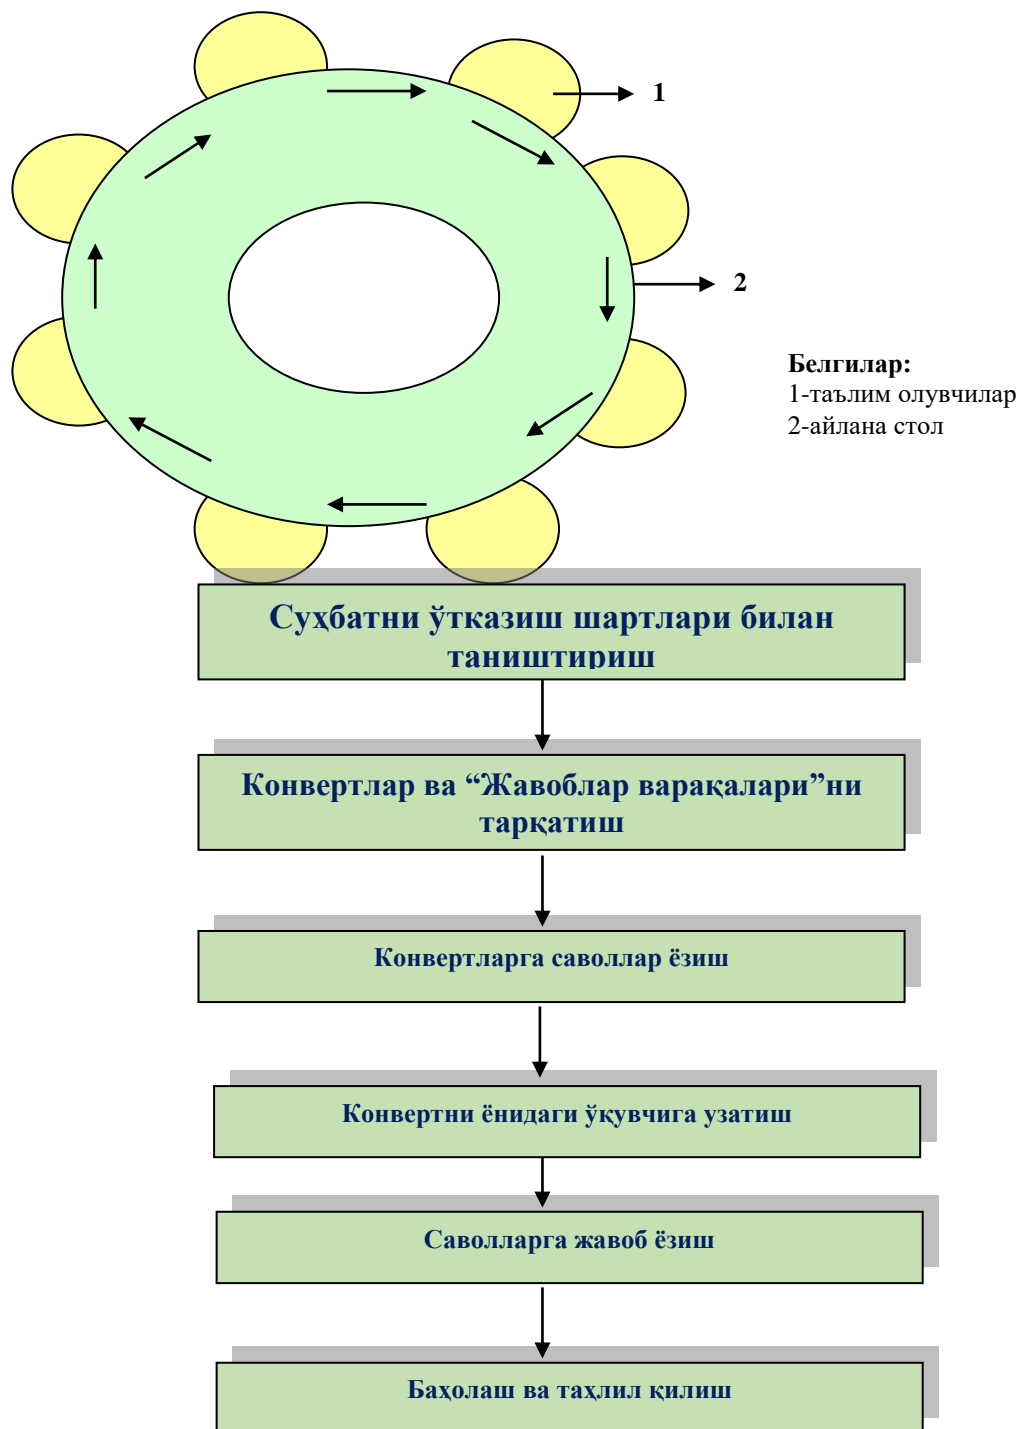 1
2
Белгилар:
1-таълим олувчилар
2-айлана стол
Суҳбатни ўтказиш шартлари билан
таништириш
Конвертлар ва “Жавоблар варақалари”ни
тарқатиш
Конвертларга саволлар ёзиш
Конвертни ёнидаги ўқувчига узатиш
Саволларга жавоб ёзиш
Баҳолаш ва таҳлил қилиш